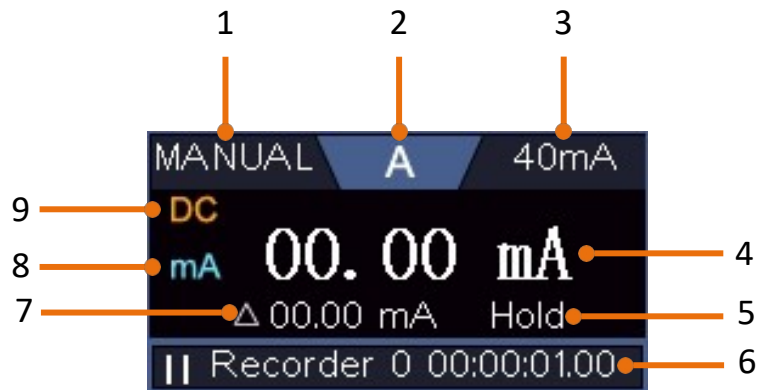 1 2 3
MANUAL A 40mA
9 DC
8 mA 00.00 mA 4
7 △ 00.00 mA Hold 5
|| Recorder 0 00:00:01.00 6